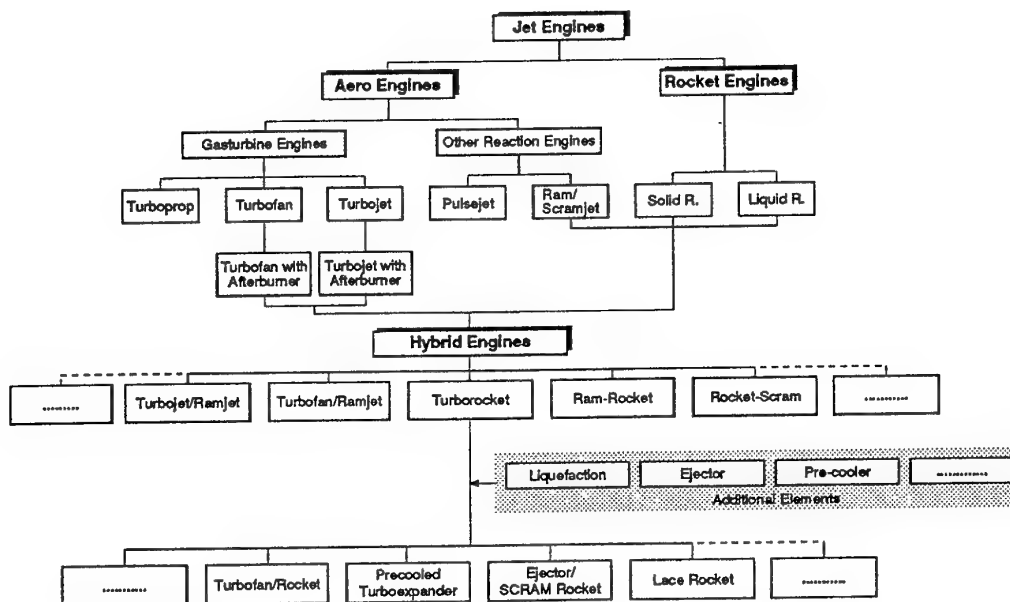 Jet Engines
Aero Engines
Rocket Engines
Gasturbine Engines
Other Reaction Engines
Turboprop
Turbofan
Turbojet
Pulsejet
Ram/
Scramjet
Solid R.
Liquid R.
Turbofan with
Afterburner
Turbojet with
Afterburner
Hybrid Engines
..........
Turbojet/Ramjet
Turbofan/Ramjet
Turborocket
Ram-Rocket
Rocket-Scram
............
Liquefaction
Ejector
Pre-cooler
..............
Additional Elements
............
Turbofan/Rocket
Precooled
Turboexpander
Ejector/
SCRAM Rocket
Lace Rocket
............